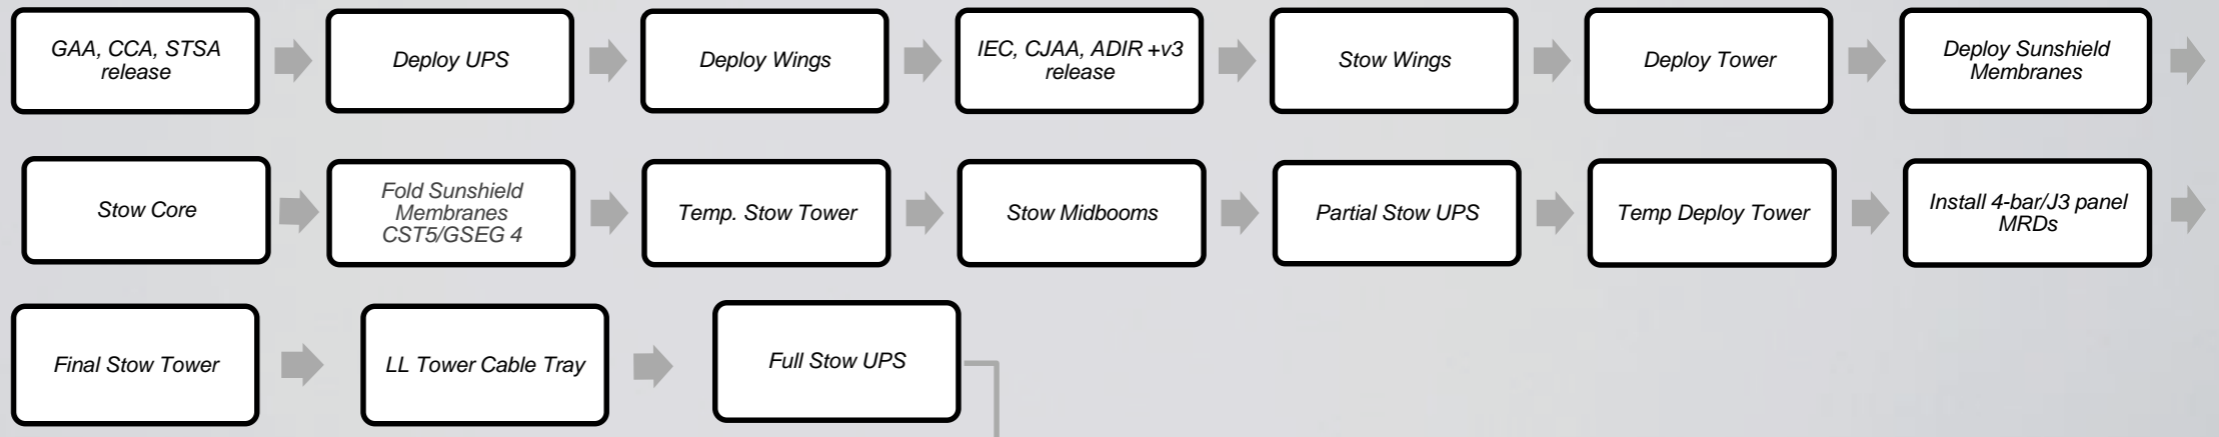 GAA, CCA, STSA
release
Deploy UPS
Deploy Wings
IEC, CJAA, ADIR +v3
release
Stow Wings
Deploy Tower
Deploy Sunshield
Membranes
Stow Core
Fold Sunshield
Membranes
CST5/GSEG 4
Temp. Stow Tower
Stow Midbooms
Partial Stow UPS
Temp Deploy Tower
Install 4-bar/J3 panel
MRDs
Final Stow Tower
LL Tower Cable Tray
Full Stow UPS